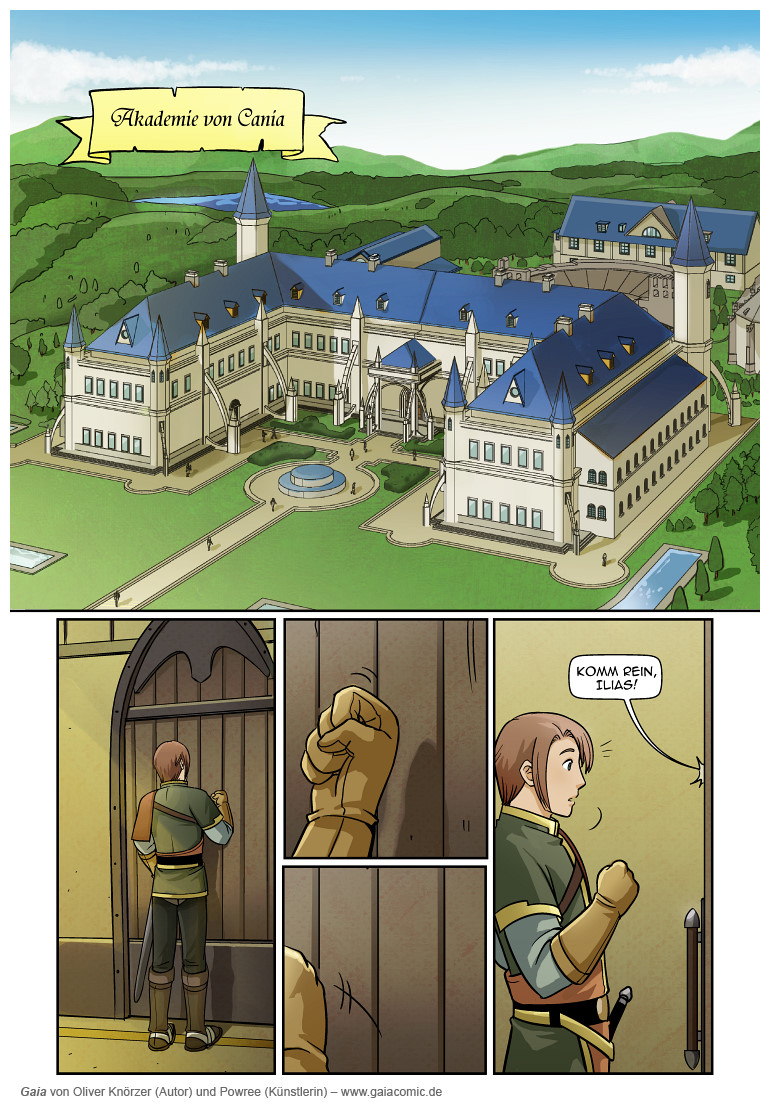 Akademie von Cania
KOMM REIN,
ILIAS!
Gaia von Oliver Knörzer (Autor) und Powree (Künstlerin) – www.gaiacomic.de